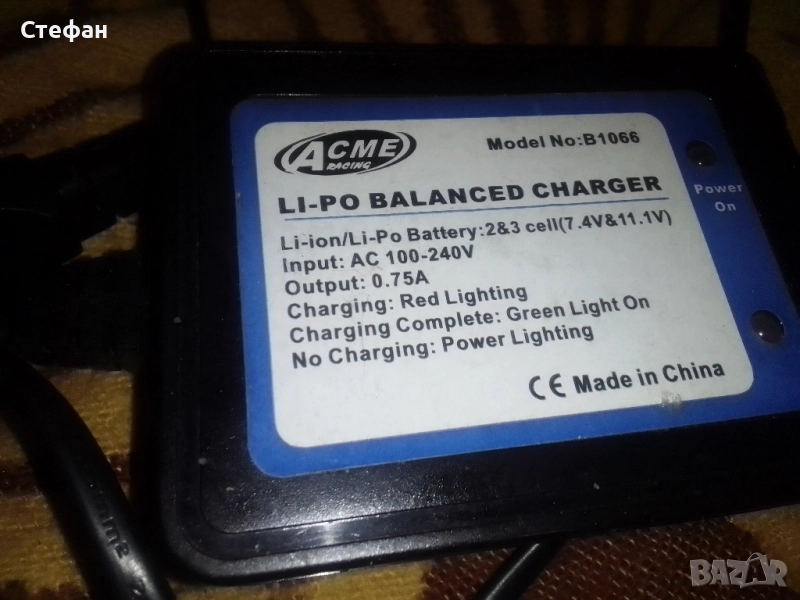 Стефан
ACME
RACING
Model No:B1066
LI-PO BALANCED CHARGER
Li-ion/Li-Po Battery:2&3 cell(7.4V&11.1V)
Input: AC 100-240V
Output: 0.75A
Charging: Red Lighting
Charging Complete: Green Light On
No Charging: Power Lighting
CE Made in China
Power
On
BAZAR